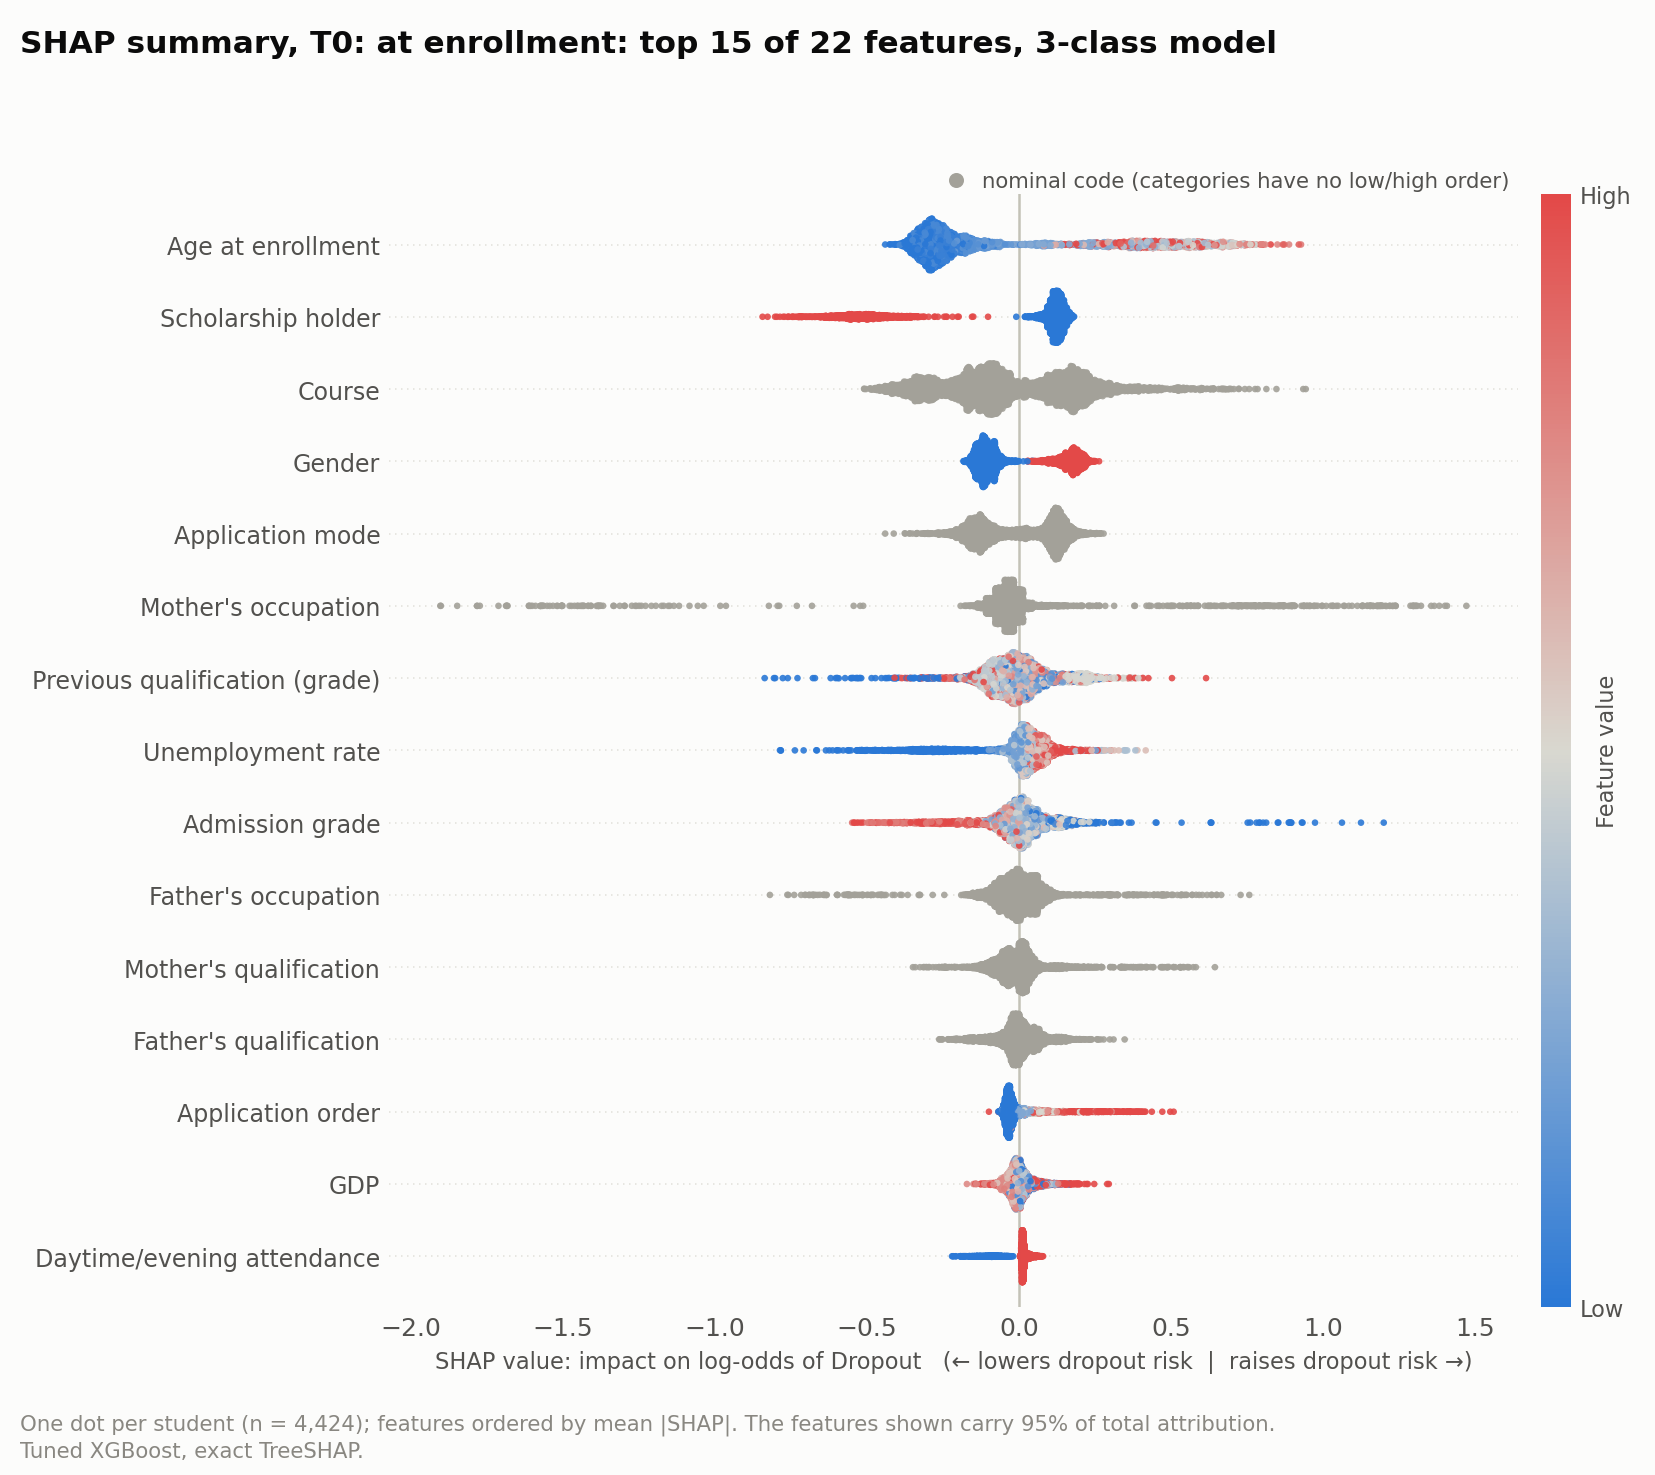 SHAP summary, T0: at enrollment: top 15 of 22 features, 3-class model
nominal code (categories have no low/high order)
High
Age at enrollment
Scholarship holder
Course
Gender
Application mode
Mother's occupation
Previous qualification (grade)
Unemployment rate
Admission grade
Father's occupation
Mother's qualification
Father's qualification
Application order
GDP
Daytime/evening attendance
Feature value
Low
−2.0 −1.5 −1.0 −0.5 0.0 0.5 1.0 1.5
SHAP value: impact on log-odds of Dropout (← lowers dropout risk | raises dropout risk →)
One dot per student (n = 4,424); features ordered by mean |SHAP|. The features shown carry 95% of total attribution.
Tuned XGBoost, exact TreeSHAP.